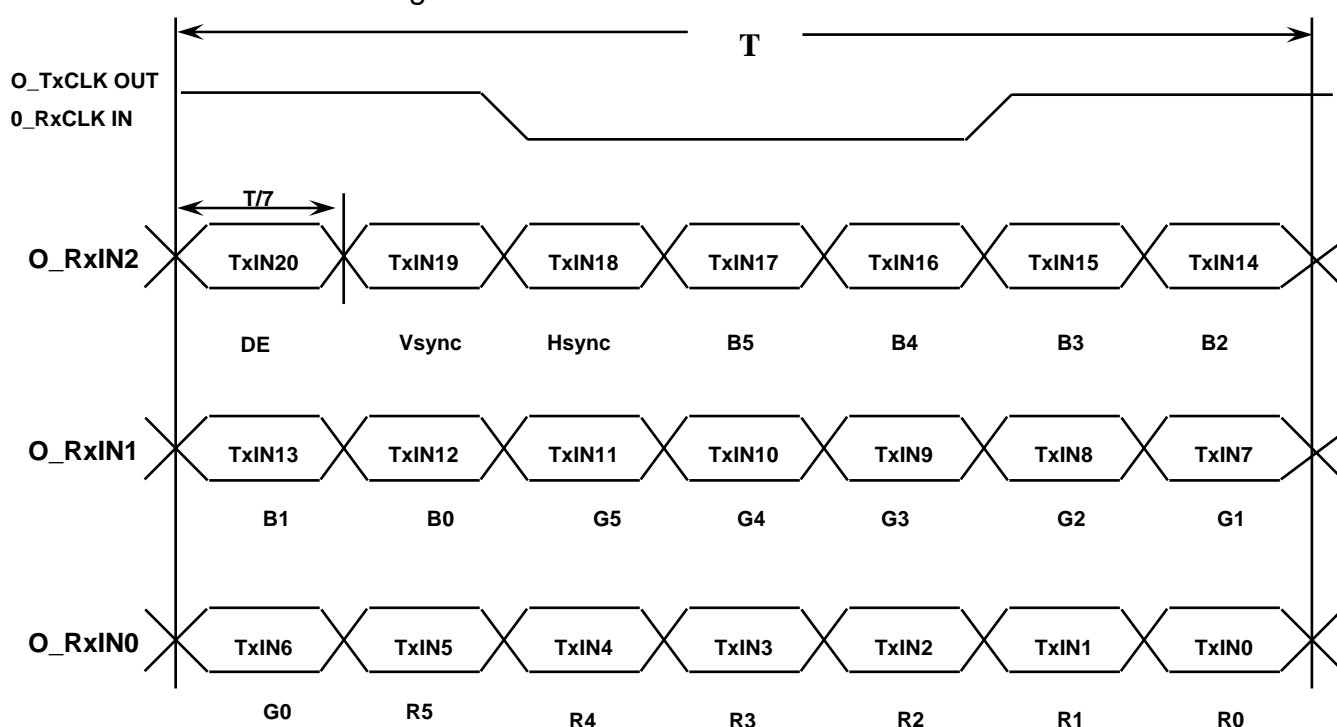 T
O_TxCLK OUT
0_RxCLK IN
T/7
O_RxIN2 TxIN20 TxIN19 TxIN18 TxIN17 TxIN16 TxIN15 TxIN14
DE Vsync Hsync B5 B4 B3 B2
O_RxIN1 TxIN13 TxIN12 TxIN11 TxIN10 TxIN9 TxIN8 TxIN7
B1 B0 G5 G4 G3 G2 G1
O_RxIN0 TxIN6 TxIN5 TxIN4 TxIN3 TxIN2 TxIN1 TxIN0
G0 R5 R4 R3 R2 R1 R0